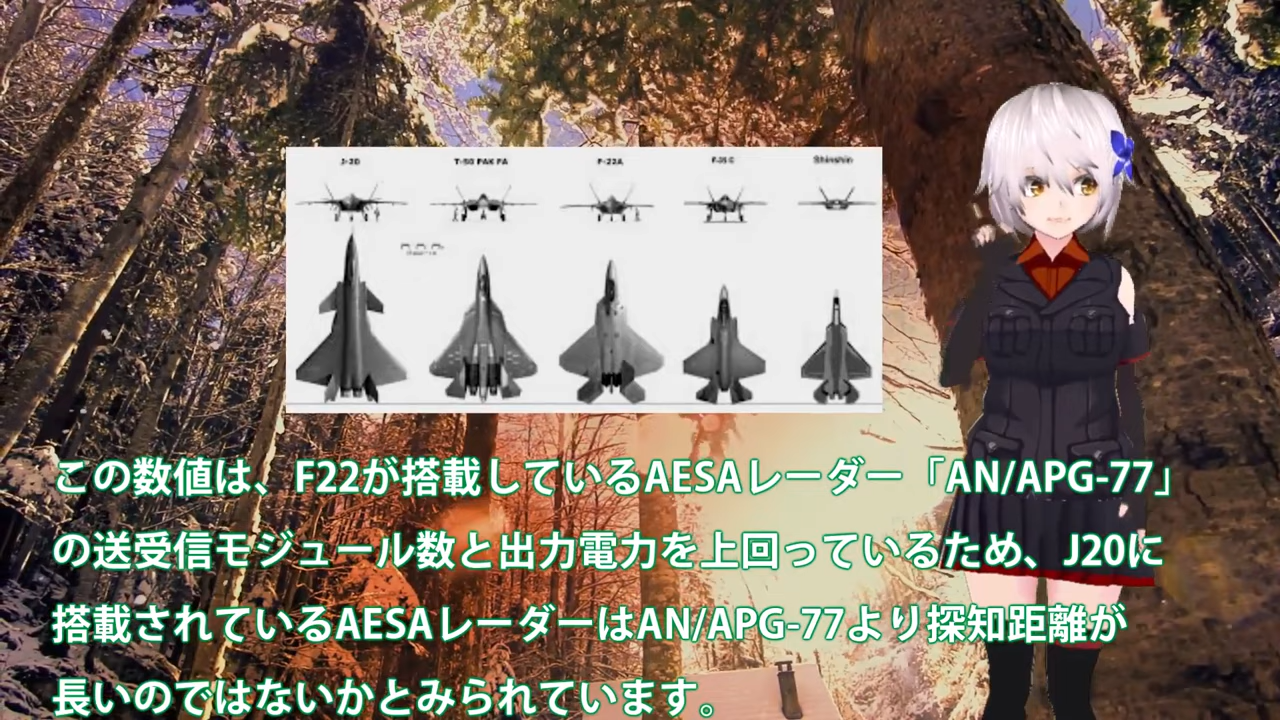 J-20 T-50 PAK FA F-22A F-35 C Shinshin
この数値は、F22が搭載しているAESAレーダー「AN/APG-77」
の送受信モジュール数と出力電力を上回っているため、J20に
搭載されているAESAレーダーはAN/APG-77より探知距離が
長いのではないかとみられています。